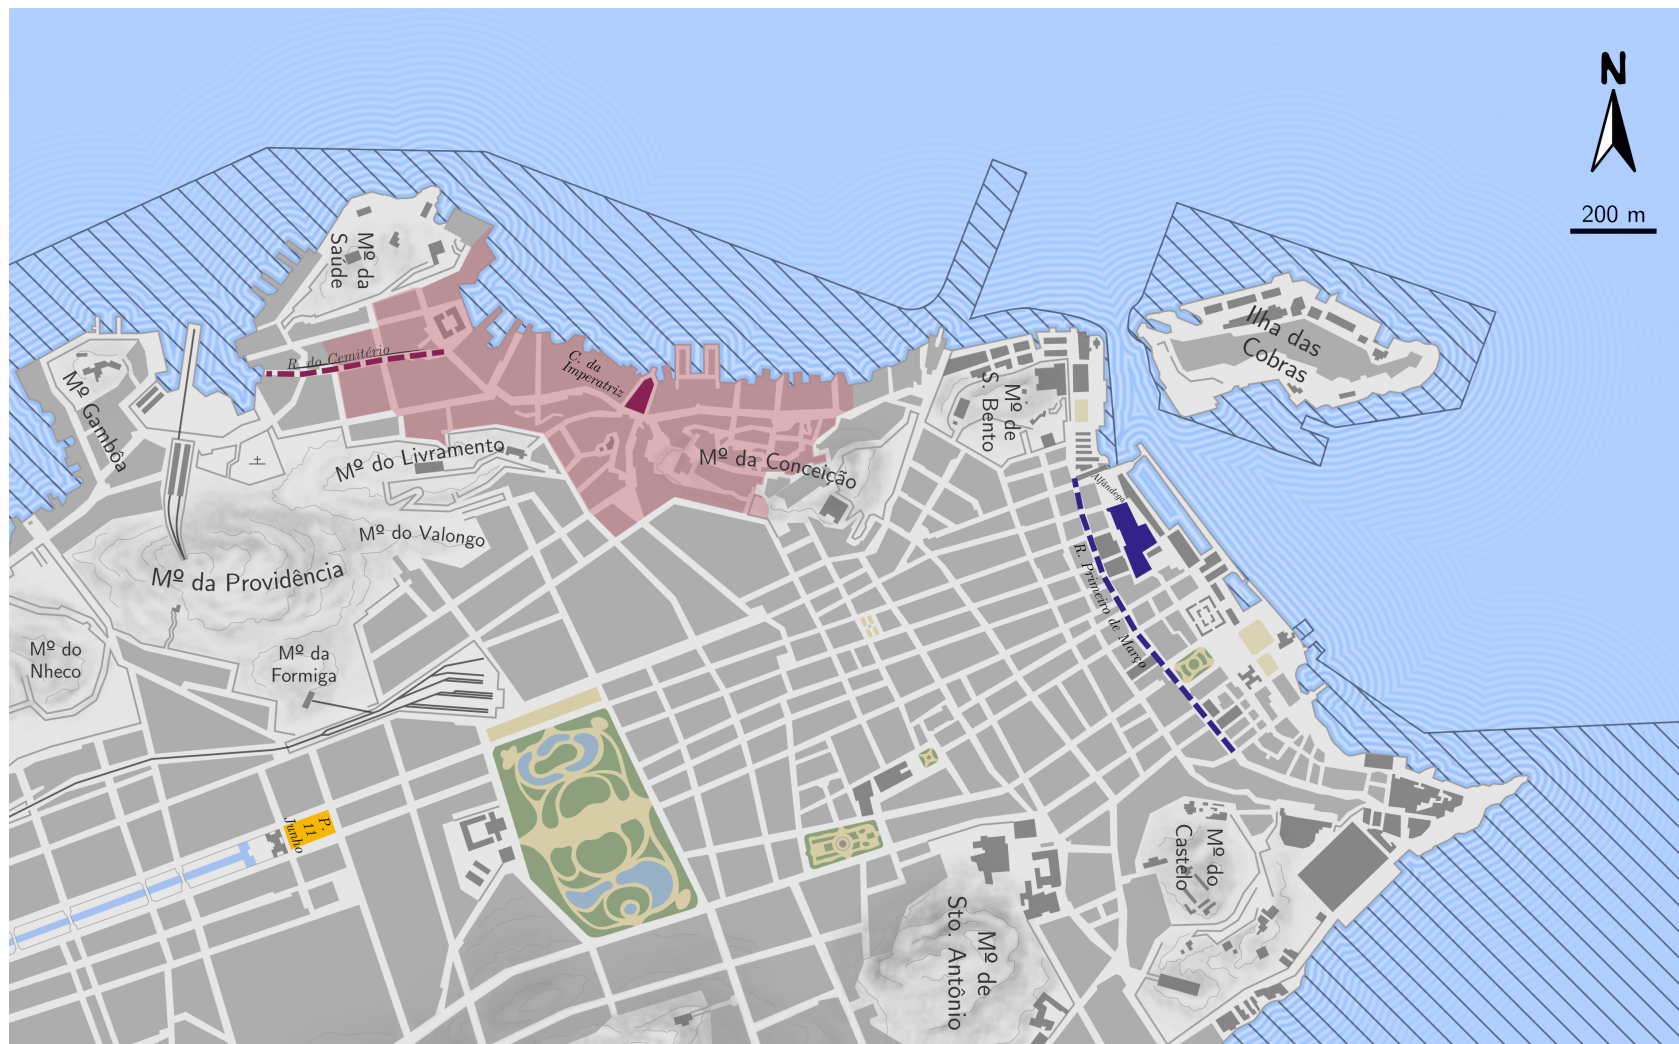 N
200 m
Mº da
Saúde
Ilha das
Cobras
R. do Cemitério
C. da
Imperatriz
Mº Gambôa
Mº de
S. Bento
Mº do Livramento
Mº da Conceição
Alfândega
Mº do Valongo
Mº da Providência
R. Primeiro de Março
Mº do
Nheco
Mº da
Formiga
P.
11
Junho
Mº do
Castelo
Mº de
Sto. Antônio